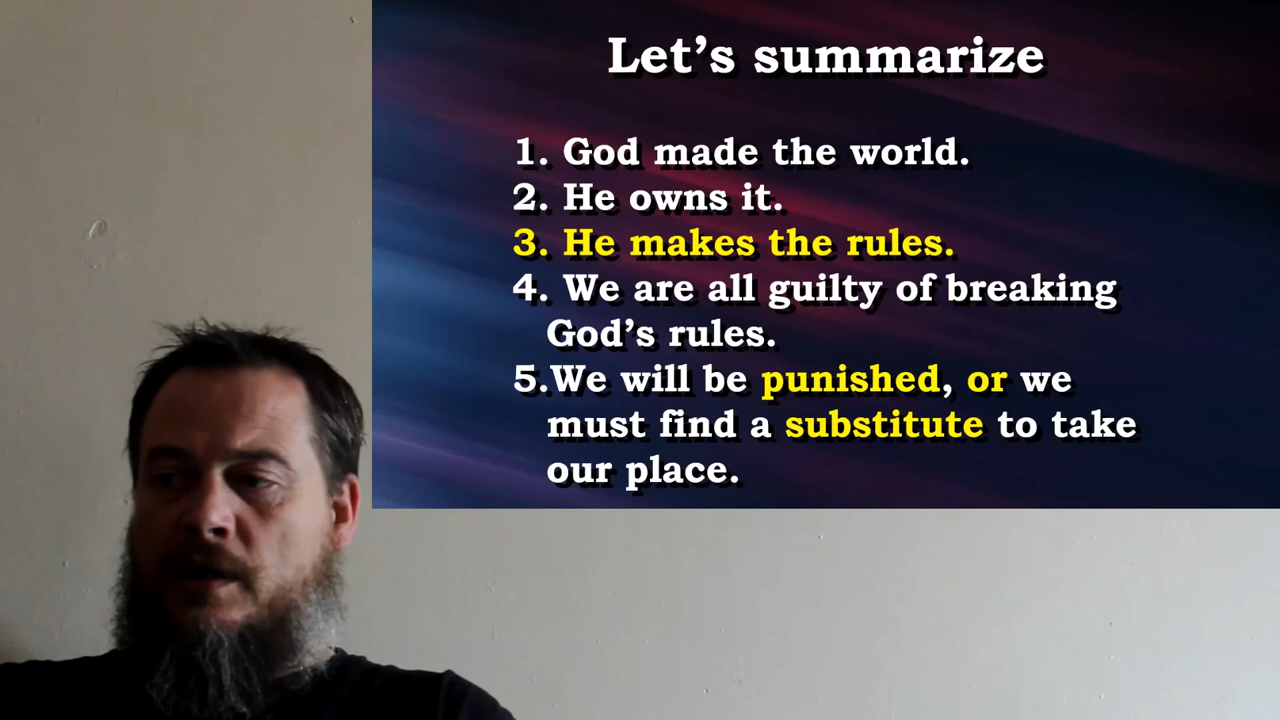 Let's summarize
1. God made the world.
2. He owns it.
3. He makes the rules.
4. We are all guilty of breaking
God's rules.
5.We will be punished, or we
must find a substitute to take
our place.